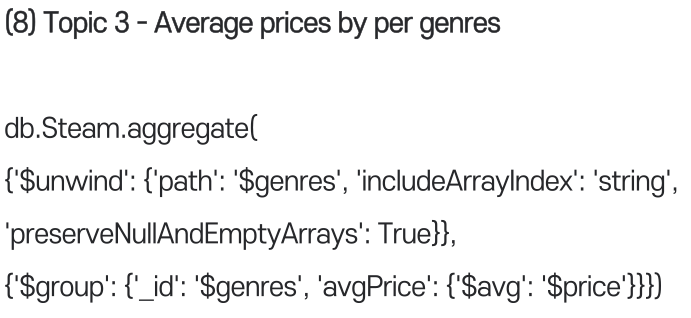 (8) Topic 3 - Average prices by per genres
db.Steam.aggregate(
{'$unwind': {'path': '$genres', 'includeArrayIndex': 'string',
'preserveNullAndEmptyArrays': True}},
{'$group': {'_id': '$genres', 'avgPrice': {'$avg': '$price'}}})